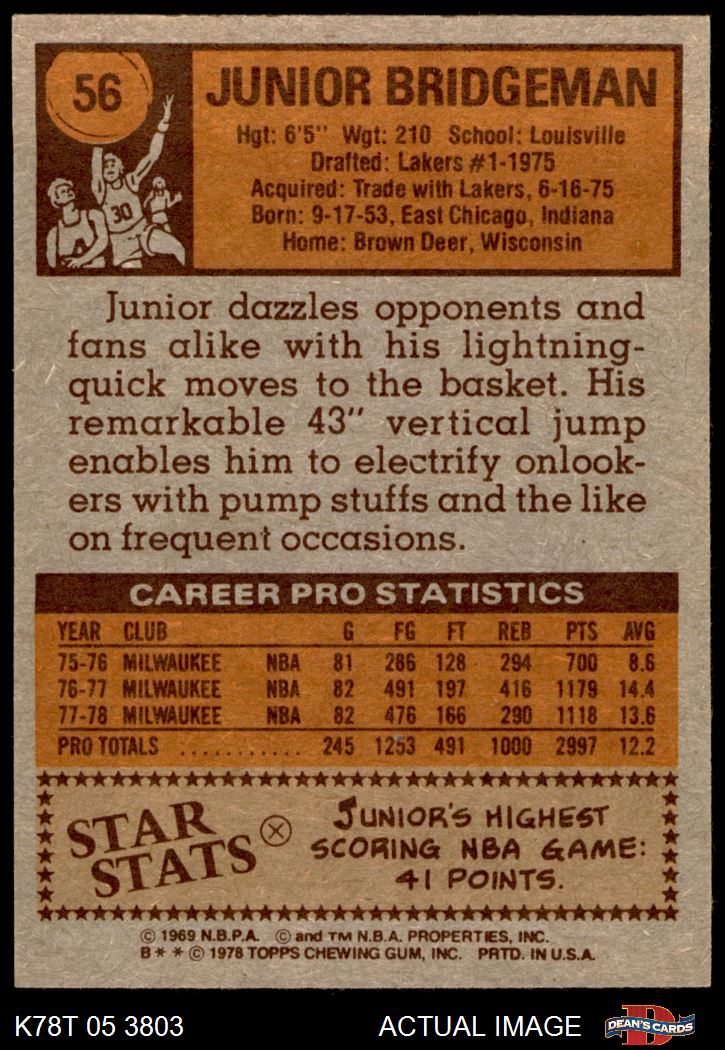 56
JUNIOR BRIDGEMAN
Hgt: 6'5" Wgt: 210 School: Louisville
Drafted: Lakers #1-1975
Acquired: Trade with Lakers, 6-16-75
Born: 9-17-53, East Chicago, Indiana
Home: Brown Deer, Wisconsin
30
Junior dazzles opponents and
fans alike with his lightning-
quick moves to the basket. His
remarkable 43" vertical jump
enables him to electrify onlook-
ers with pump stuffs and the like
on frequent occasions.
CAREER PRO STATISTICS
YEAR CLUB G FG FT REB PTS AVG
75-76 MILWAUKEE NBA 81 286 128 294 700 8.6
76-77 MILWAUKEE NBA 82 491 197 416 1179 14.4
77-78 MILWAUKEE NBA 82 476 166 290 1118 13.6
PRO TOTALS ........... 245 1253 491 1000 2997 12.2
STAR
STATS
JUNIOR'S HIGHEST
SCORING NBA GAME:
41 POINTS.
© 1969 N.B.P.A. © and TM N.B.A. PROPERTIES, INC.
B * * © 1978 TOPPS CHEWING GUM, INC. PRTD. IN U.S.A.
K78T 05 3803 ACTUAL IMAGE
D
DEAN'S CARDS